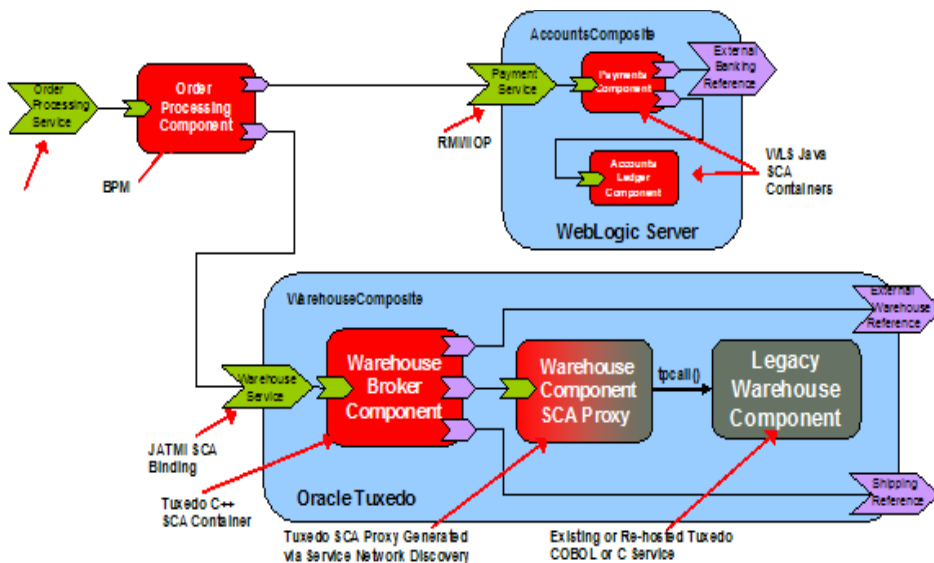 AccountsComposite
Order
Processing
Service
Order
Processing
Component
BPM
Payment
Service
RMI/IIOP
Payments
Component
External
Banking
Reference
Accounts
Ledger
Component
WLS Java
SCA
Containers
WebLogic Server
WarehouseComposite
Warehouse
Service
JATMI SCA
Binding
Warehouse
Broker
Component
Tuxedo C++
SCA Container
Oracle Tuxedo
Warehouse
Component
SCA Proxy
tpcall()
Legacy
Warehouse
Component
External
Warehouse
Reference
Shipping
Reference
Tuxedo SCA Proxy Generated
via Service Network Discovery
Existing or Re-hosted Tuxedo
COBOL or C Service